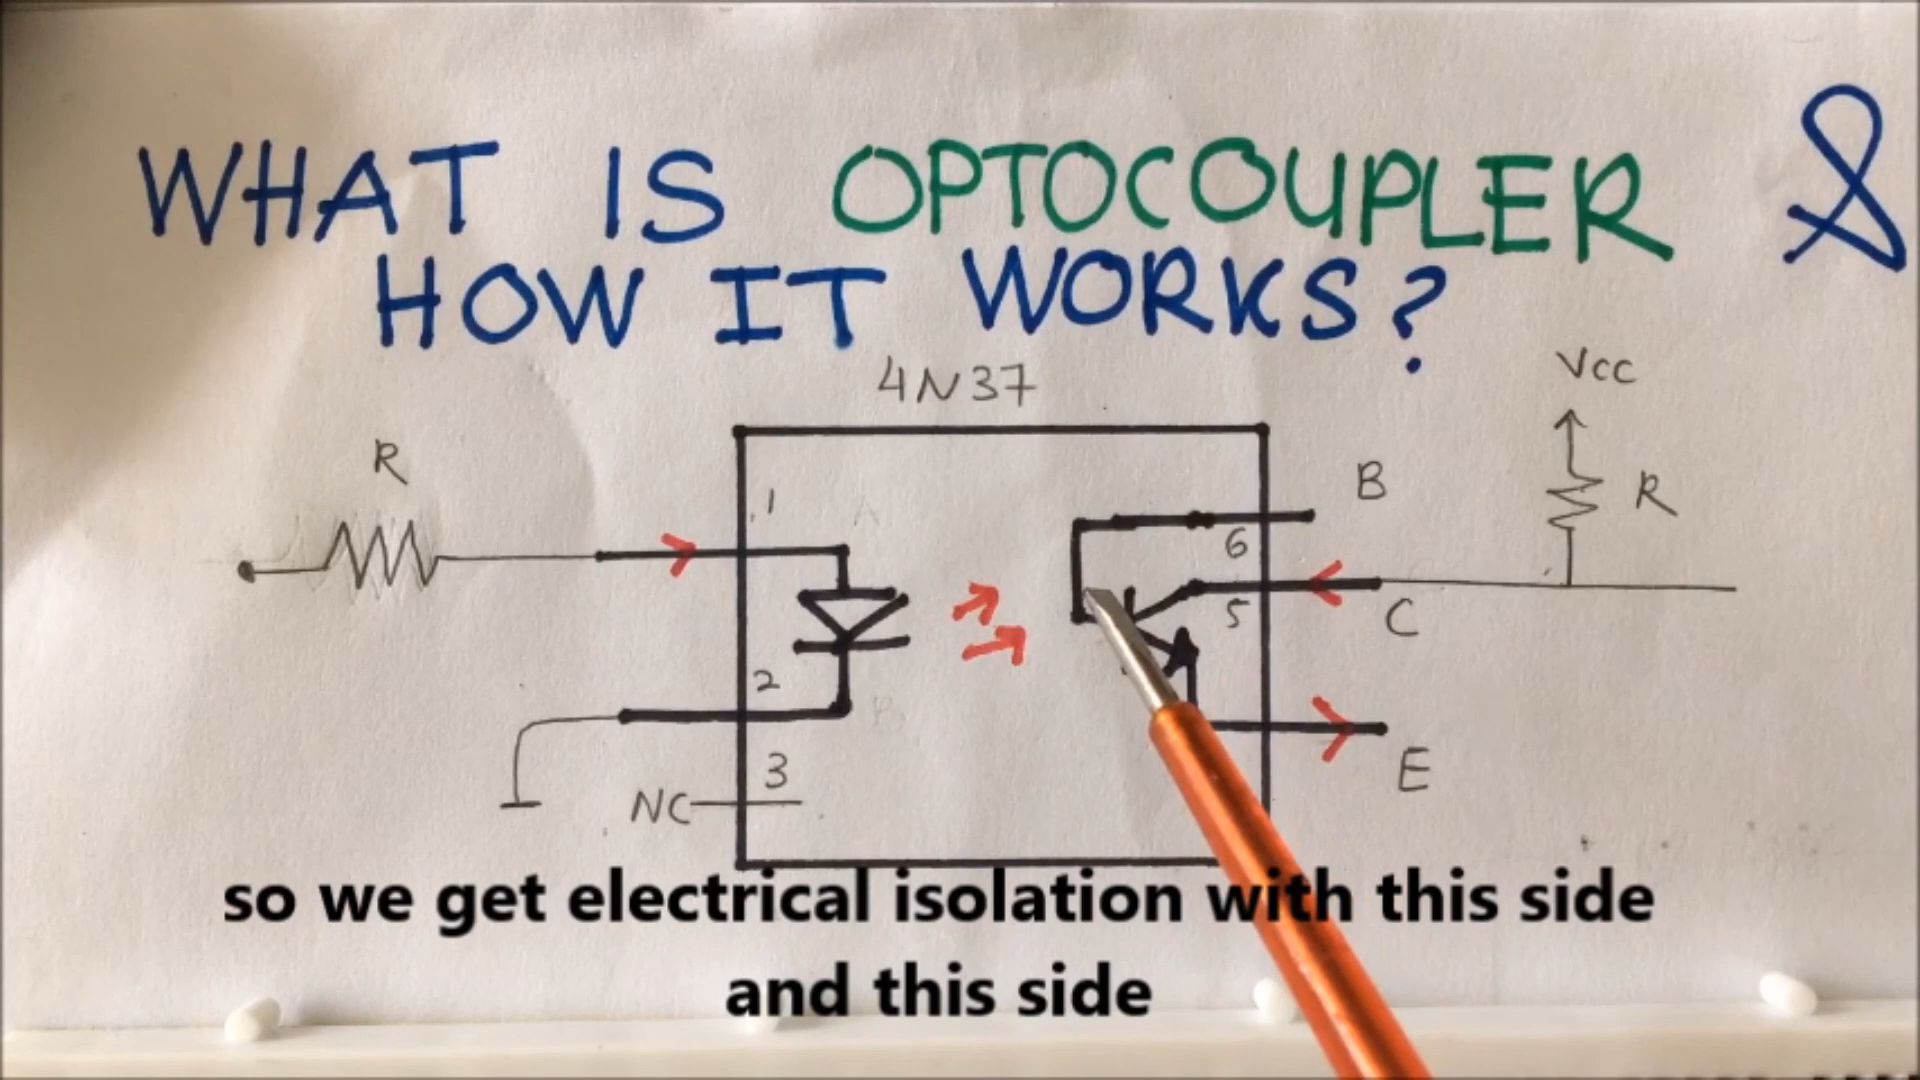 WHAT IS OPTOCOUPLER &
HOW IT WORKS?
4N37
Vcc
R
R
B
1
A
6
5
C
2
B
3
NC
E
so we get electrical isolation with this side
and this side